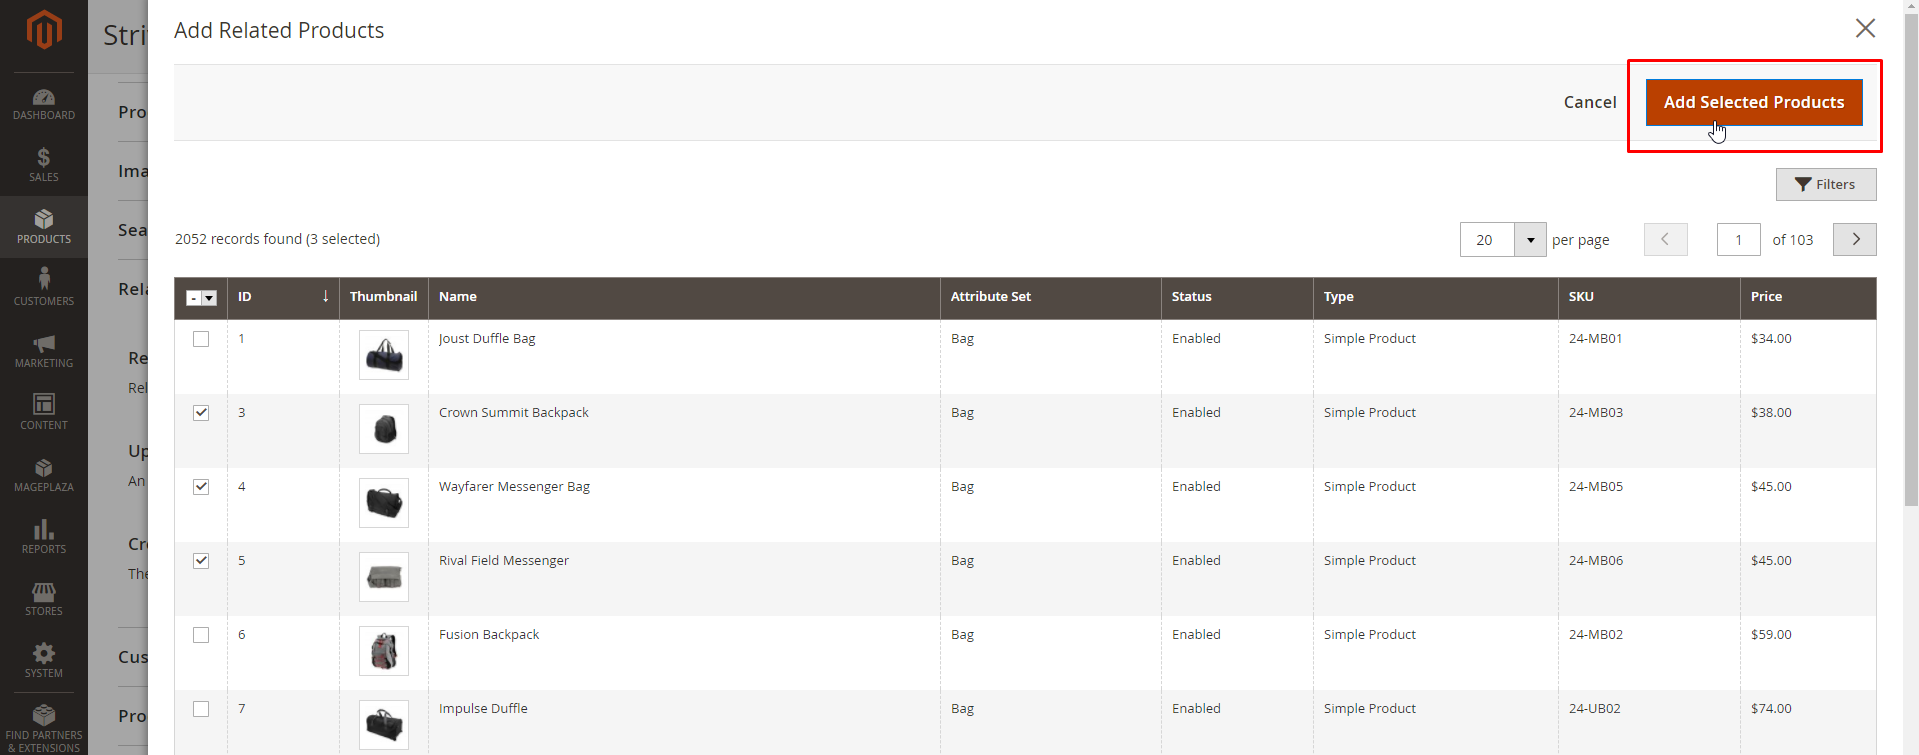 Stri
Add Related Products
DASHBOARD
SALES
PRODUCTS
CUSTOMERS
MARKETING
CONTENT
MAGEPLAZA
REPORTS
STORES
SYSTEM
FIND PARTNERS
& EXTENSIONS
Pro
Ima
Sea
Rela
Re
Rel
Up
An
Cr
The
Cus
Pro
Cancel Add Selected Products
Filters
2052 records found (3 selected) 20 per page 1 of 103
- ID ↓ Thumbnail Name Attribute Set Status Type SKU Price
1 Joust Duffle Bag Bag Enabled Simple Product 24-MB01 $34.00
3 Crown Summit Backpack Bag Enabled Simple Product 24-MB03 $38.00
4 Wayfarer Messenger Bag Bag Enabled Simple Product 24-MB05 $45.00
5 Rival Field Messenger Bag Enabled Simple Product 24-MB06 $45.00
6 Fusion Backpack Bag Enabled Simple Product 24-MB02 $59.00
7 Impulse Duffle Bag Enabled Simple Product 24-UB02 $74.00